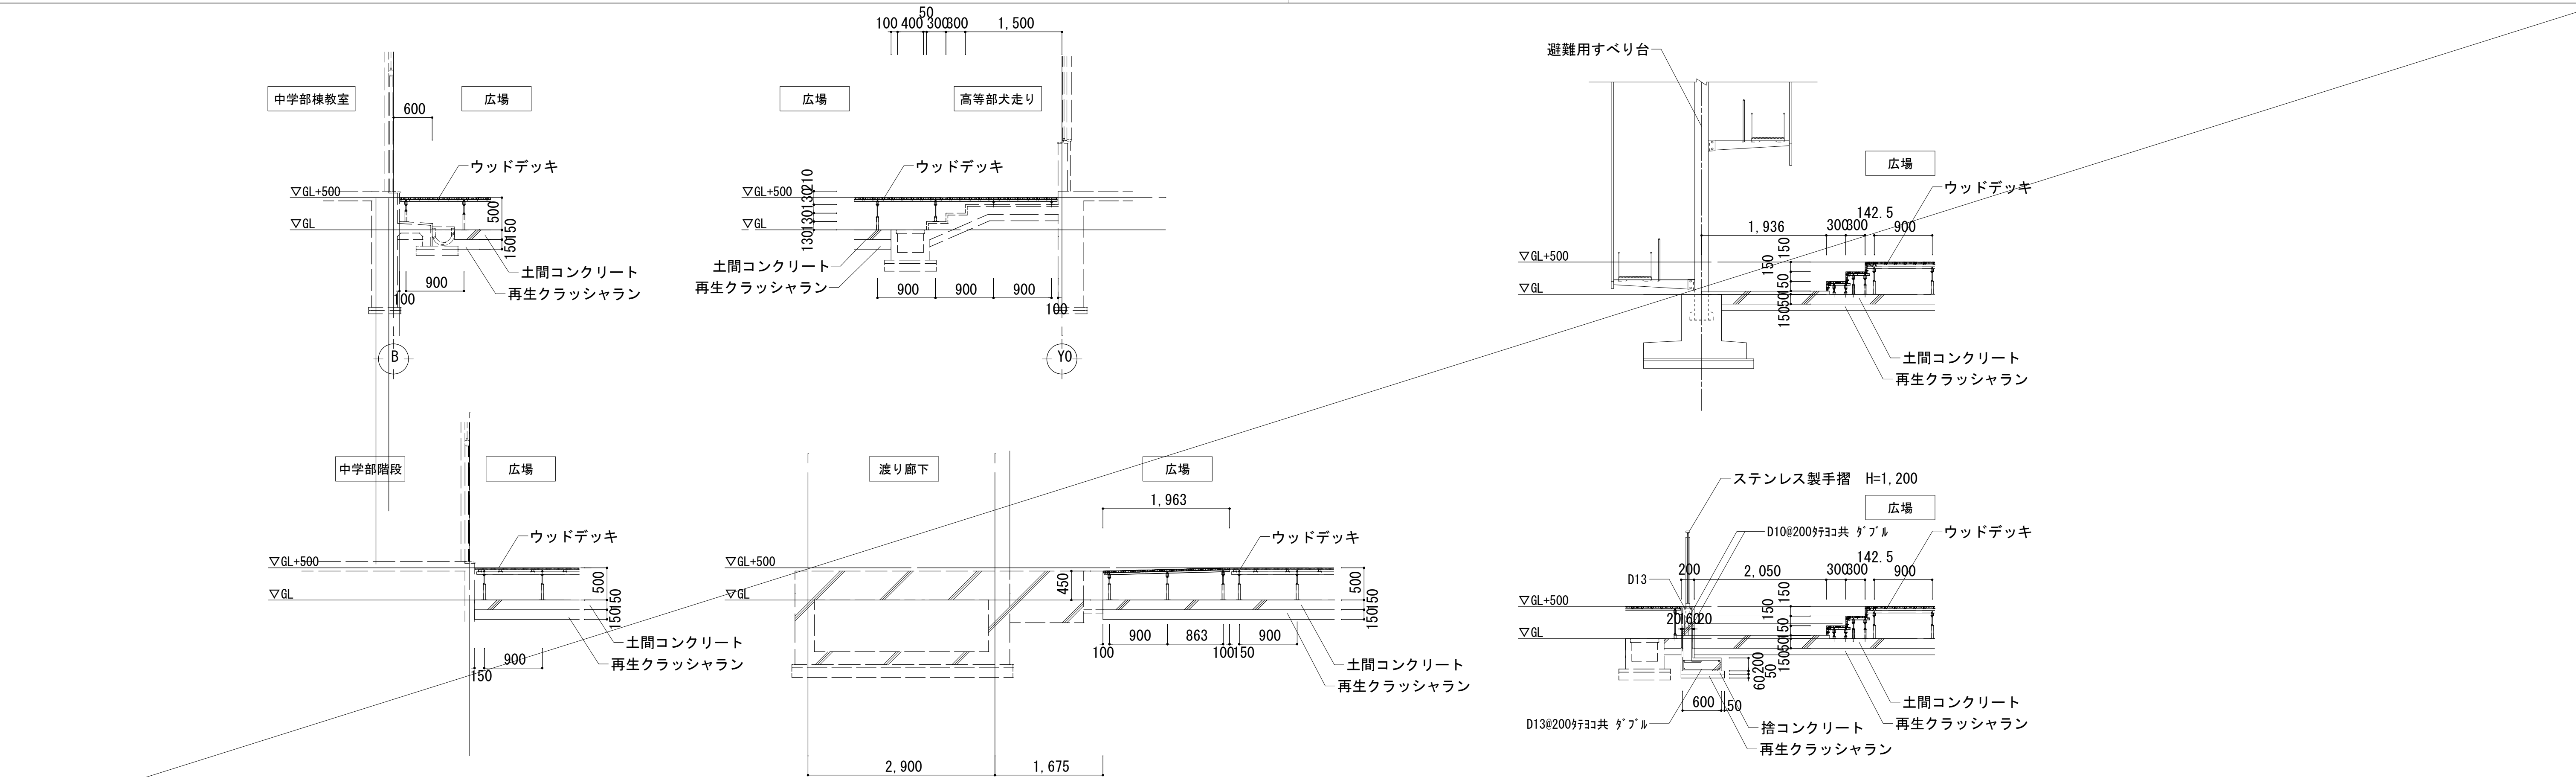 50
100 400 300 300 1,500
中学部棟教室
広場
600
ウッドデッキ
▽GL+500
▽GL
500
150
150
土間コンクリート
再生クラッシャラン
900
100
B
広場
高等部犬走り
ウッドデッキ
▽GL+500
▽GL
210
130
130
130
土間コンクリート
再生クラッシャラン
900 900 900
100
Y0
避難用すべり台
広場
ウッドデッキ
142.5
1,936 300 300 900
▽GL+500
▽GL
150
150
150
50
150
土間コンクリート
再生クラッシャラン
中学部階段
広場
ウッドデッキ
▽GL+500
▽GL
500
150
150
土間コンクリート
再生クラッシャラン
900
150
渡り廊下
広場
1,963
ウッドデッキ
▽GL+500
▽GL
450
500
150
150
900 863 900
100 100 150
土間コンクリート
再生クラッシャラン
2,900 1,675
ステンレス製手摺 H=1,200
広場
D10@200タテヨコ共 ダブル
ウッドデッキ
142.5
D13
200 2,050 300 300 900
▽GL+500
▽GL
20 160 20
150
150
150
50
150
200
50
60
600 50
土間コンクリート
再生クラッシャラン
D13@200タテヨコ共 ダブル
捨コンクリート
再生クラッシャラン